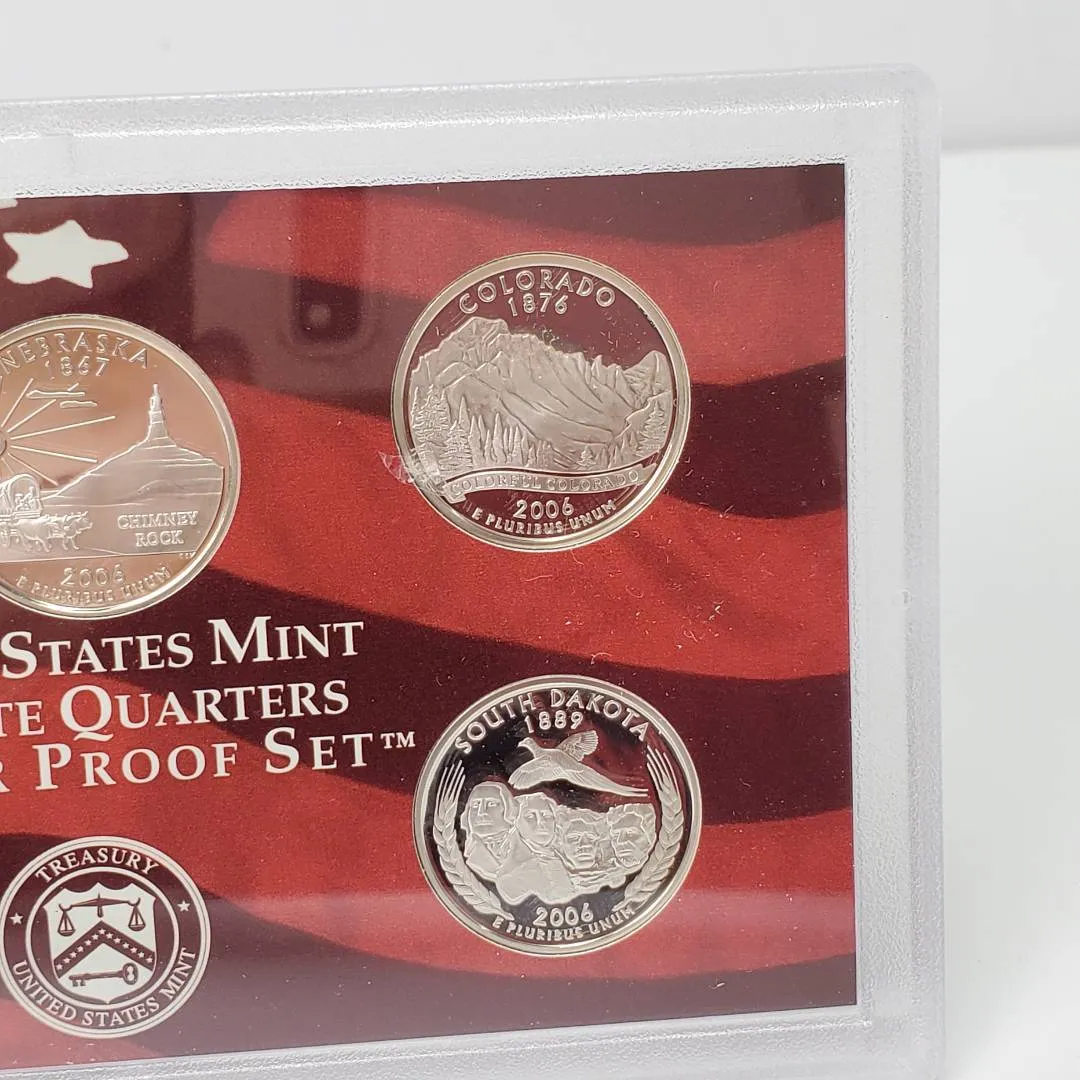 NEBRASKA
1867
CHIMNEY
ROCK
2006
E PLURIBUS UNUM
COLORADO
1876
COLORFUL COLORADO
2006
E PLURIBUS UNUM
STATES MINT
TE QUARTERS
R PROOF SET™
SOUTH DAKOTA
1889
2006
E PLURIBUS UNUM
TREASURY
UNITED STATES MINT